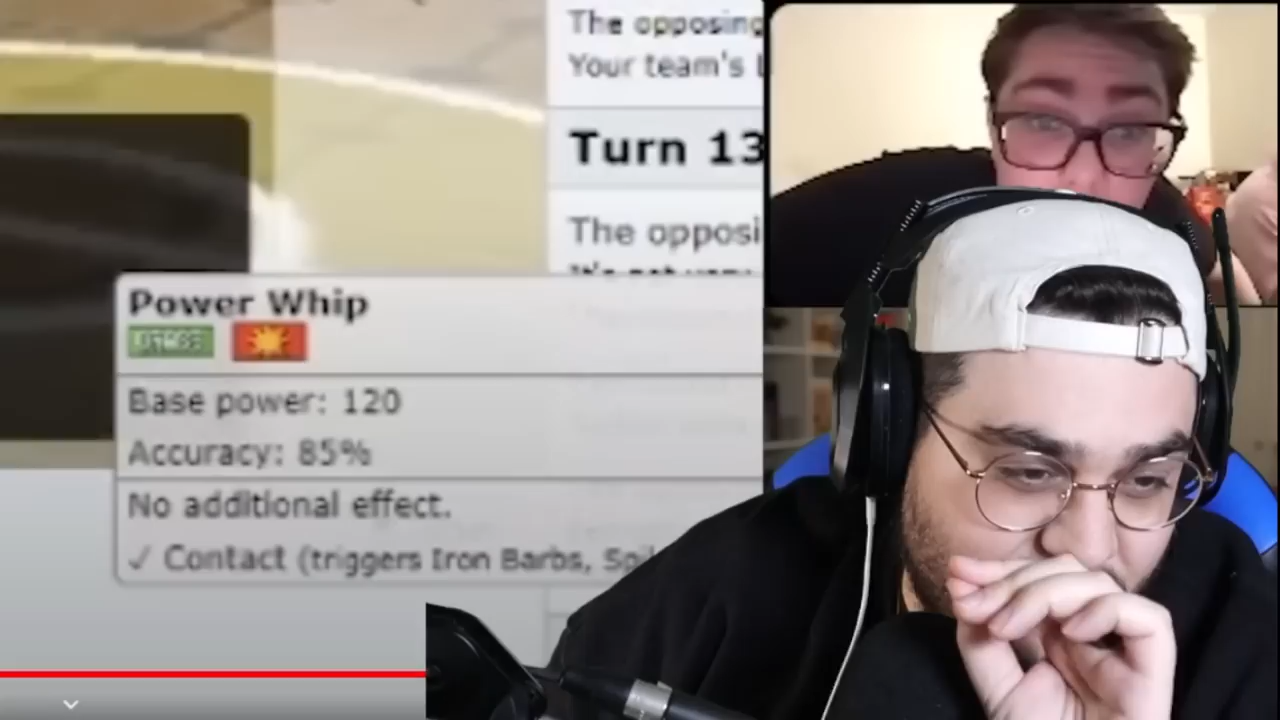 The opposing
Your team's
Turn 13
The opposi
Power Whip
Base power: 120
Accuracy: 85%
No additional effect.
✓ Contact (triggers Iron Barbs, Spi